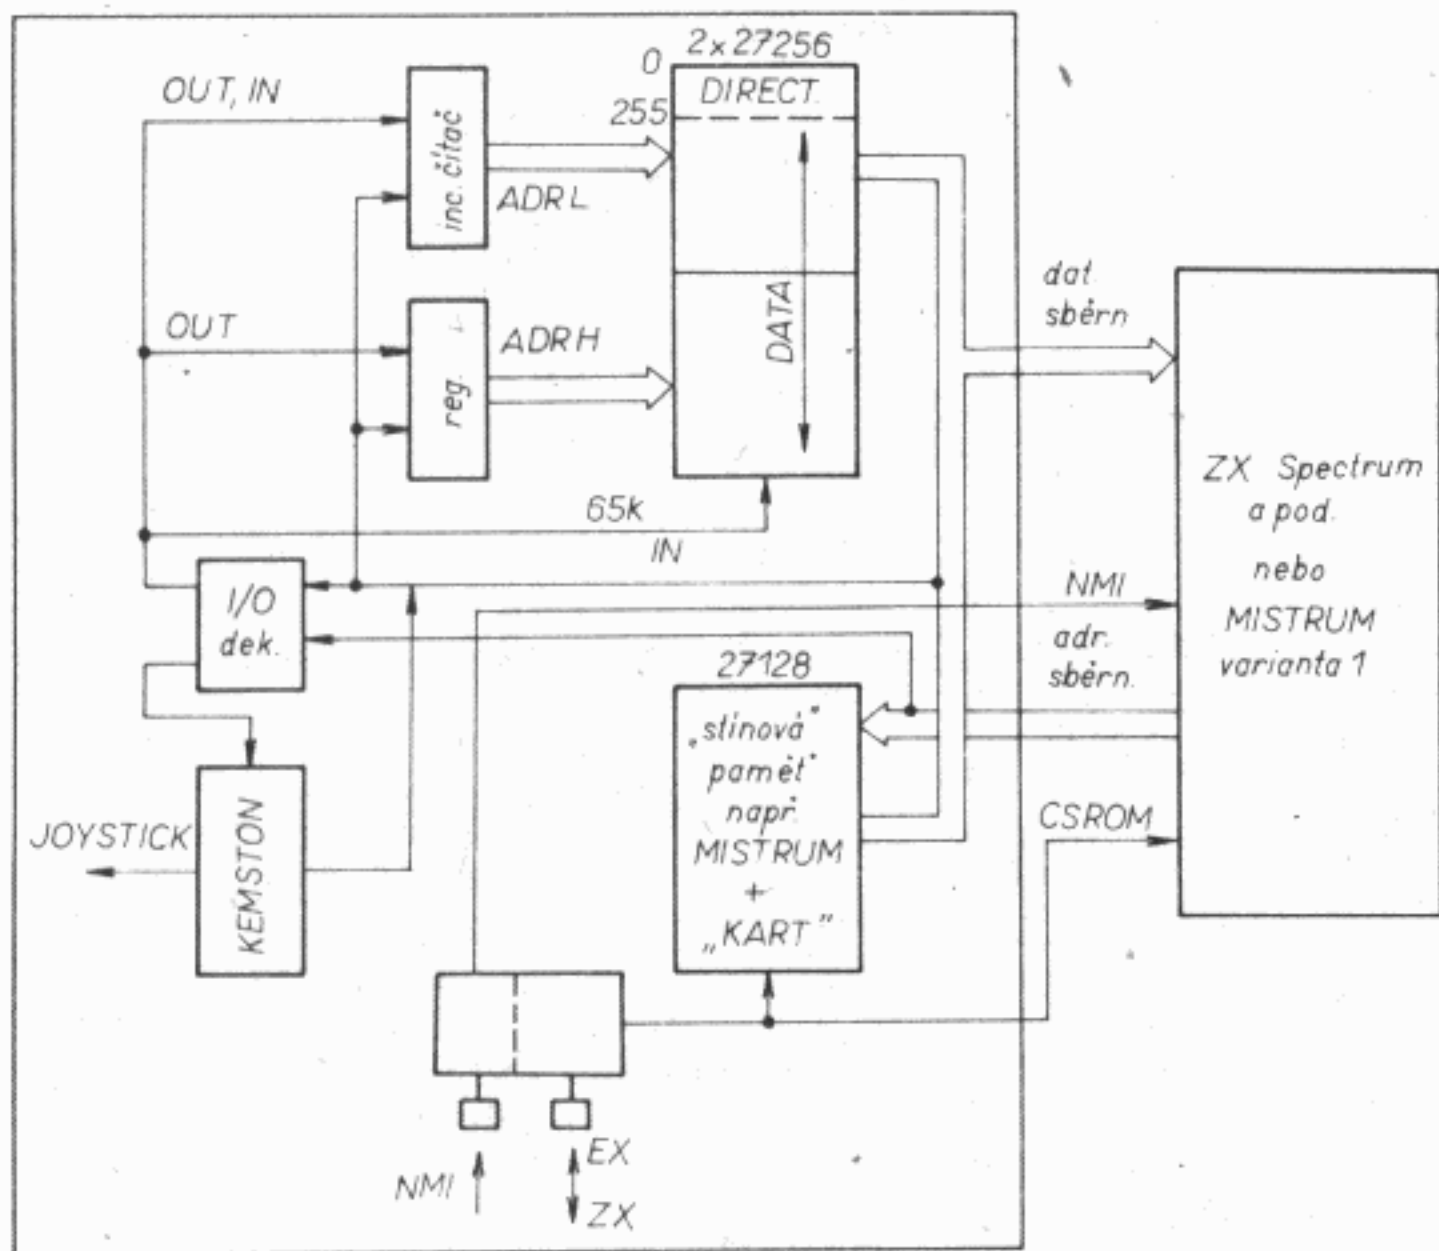 2x27256
0
DIRECT.
255
OUT, IN
inc. čítač
ADRL
OUT
reg.
ADRH
DATA
65k
IN
dat.
sběrn
ZX Spectrum
a pod.
nebo
MISTRUM
varianta 1
I/O
dek.
NMI
adr.
sběrn.
27128
„stínová"
paměť"
např.
MISTRUM
+
„KART"
CSROM
JOYSTICK
KEMSTON
NMI
EX
ZX